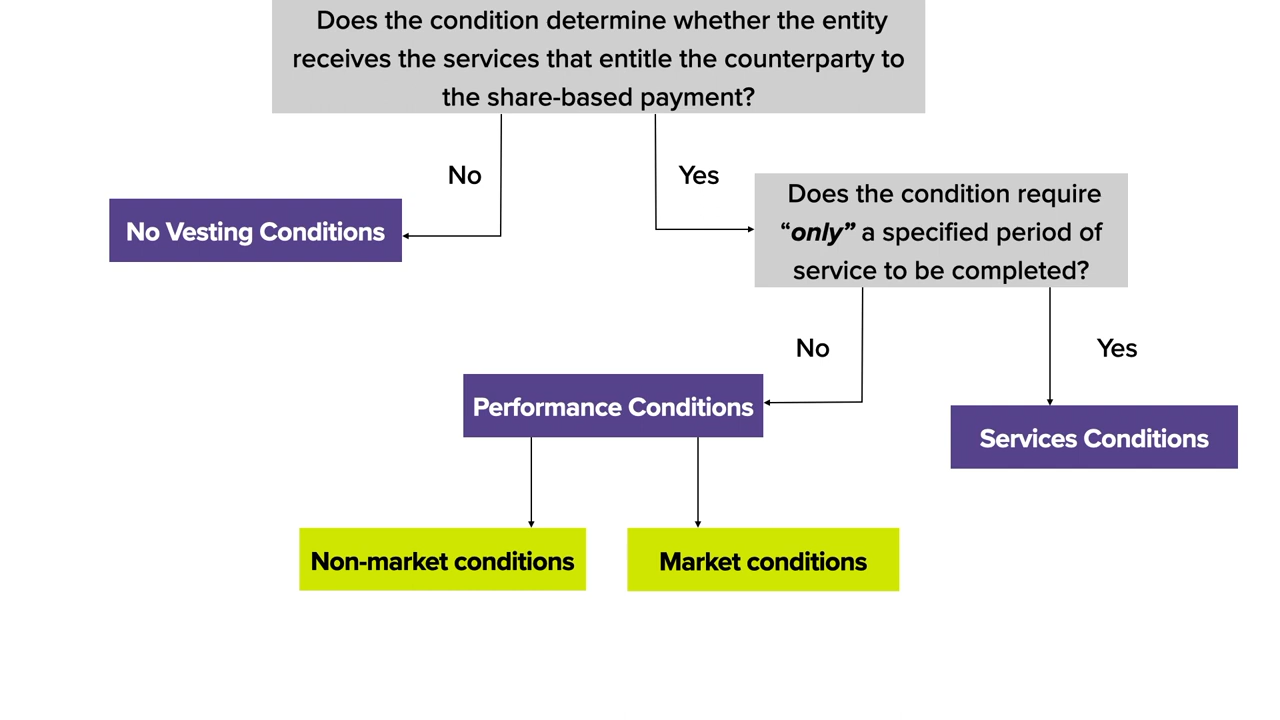 Does the condition determine whether the entity
receives the services that entitle the counterparty to
the share-based payment?
No
Yes
Does the condition require
“only” a specified period of
service to be completed?
No Vesting Conditions
No
Yes
Performance Conditions
Services Conditions
Non-market conditions
Market conditions